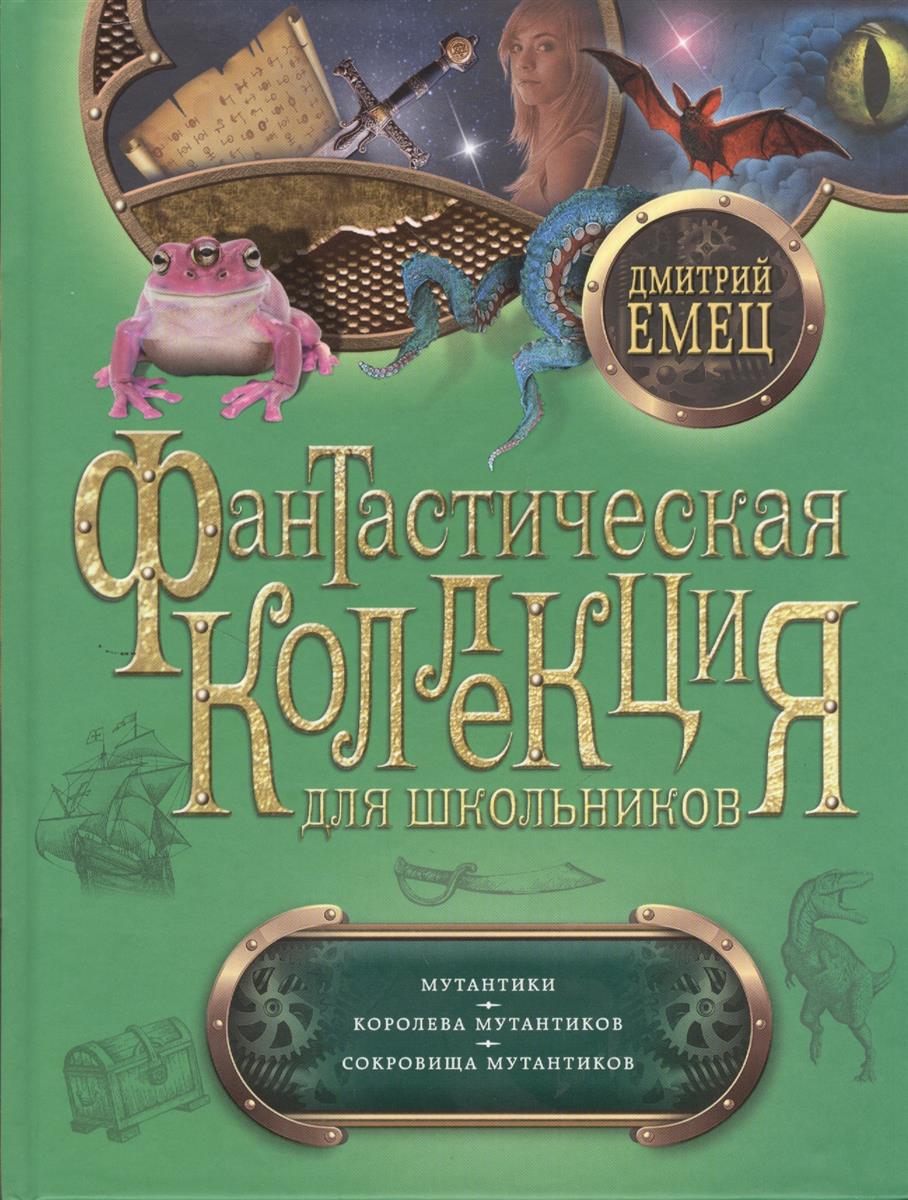 ДМИТРИЙ
ЕМЕЦ
ФАНТАСТИЧЕСКАЯ
КОЛЛЕКЦИЯ
ДЛЯ ШКОЛЬНИКОВ
МУТАНТИКИ
КОРОЛЕВА МУТАНТИКОВ
СОКРОВИЩА МУТАНТИКОВ